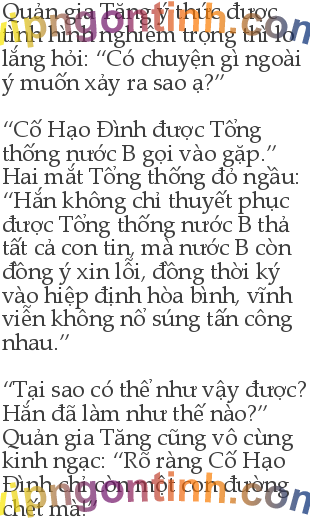 Quản gia Tăng ý thức được
tình hình nghiêm trọng thì lo
lắng hỏi: “Có chuyện gì ngoài
ý muốn xảy ra sao ạ?”
“Cố Hạo Đình được Tổng
thống nước B gọi vào gặp.”
Hai mắt Tổng thống đỏ ngầu:
“Hắn không chỉ thuyết phục
được Tổng thống nước B thả
tất cả con tin, mà nước B còn
đồng ý xin lỗi, đồng thời ký
vào hiệp định hòa bình, vĩnh
viễn không nổ súng tấn công
nhau.”
“Tại sao có thể như vậy được?
Hắn đã làm như thế nào?”
Quản gia Tăng cũng vô cùng
kinh ngạc: “Rõ ràng Cố Hạo
Đình chỉ còn một con đường
chết mà.”
vipngontinh.com
vipngontinh.com